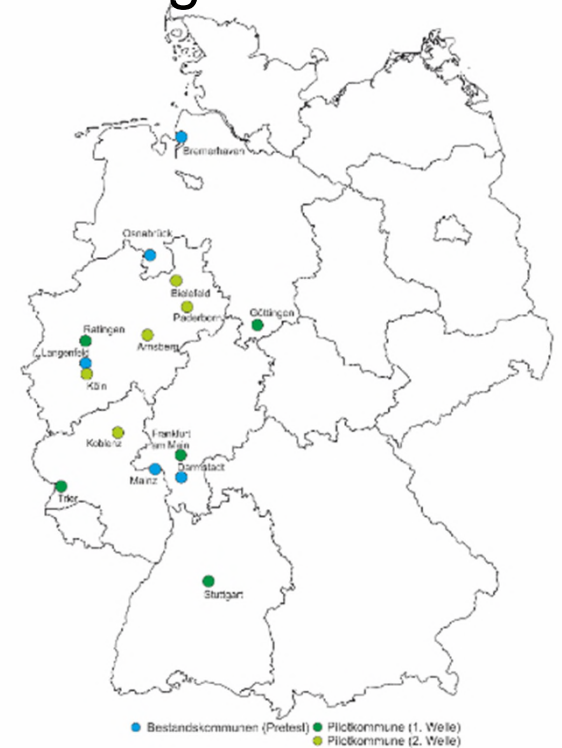 Bremerhaven
Osnabrück
Bielefeld
Paderborn
Göttingen
Ratingen
Arnsberg
Langenfeld
Köln
Koblenz
Frankfurt
am Main
Darmstadt
Mainz
Trier
Stuttgart
Bestandskommunen (Pretest)
Pilotkommune (1. Welle)
Pilotkommune (2. Welle)